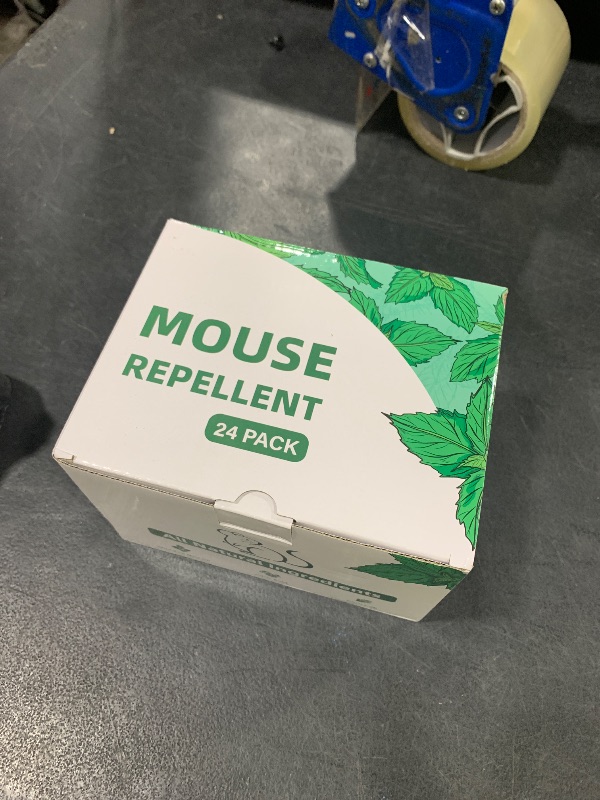 MOUSE
REPELLENT
24 PACK
All Natural Ingredients